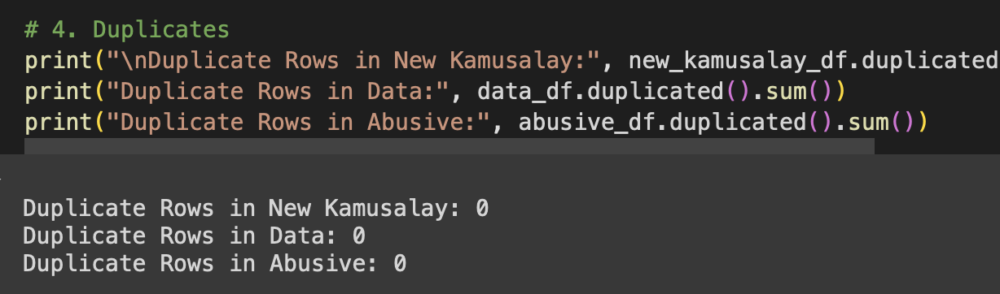 # 4. Duplicates
print("\nDuplicate Rows in New Kamusalay:", new_kamusalay_df.duplicated
print("Duplicate Rows in Data:", data_df.duplicated().sum())
print("Duplicate Rows in Abusive:", abusive_df.duplicated().sum())
Duplicate Rows in New Kamusalay: 0
Duplicate Rows in Data: 0
Duplicate Rows in Abusive: 0